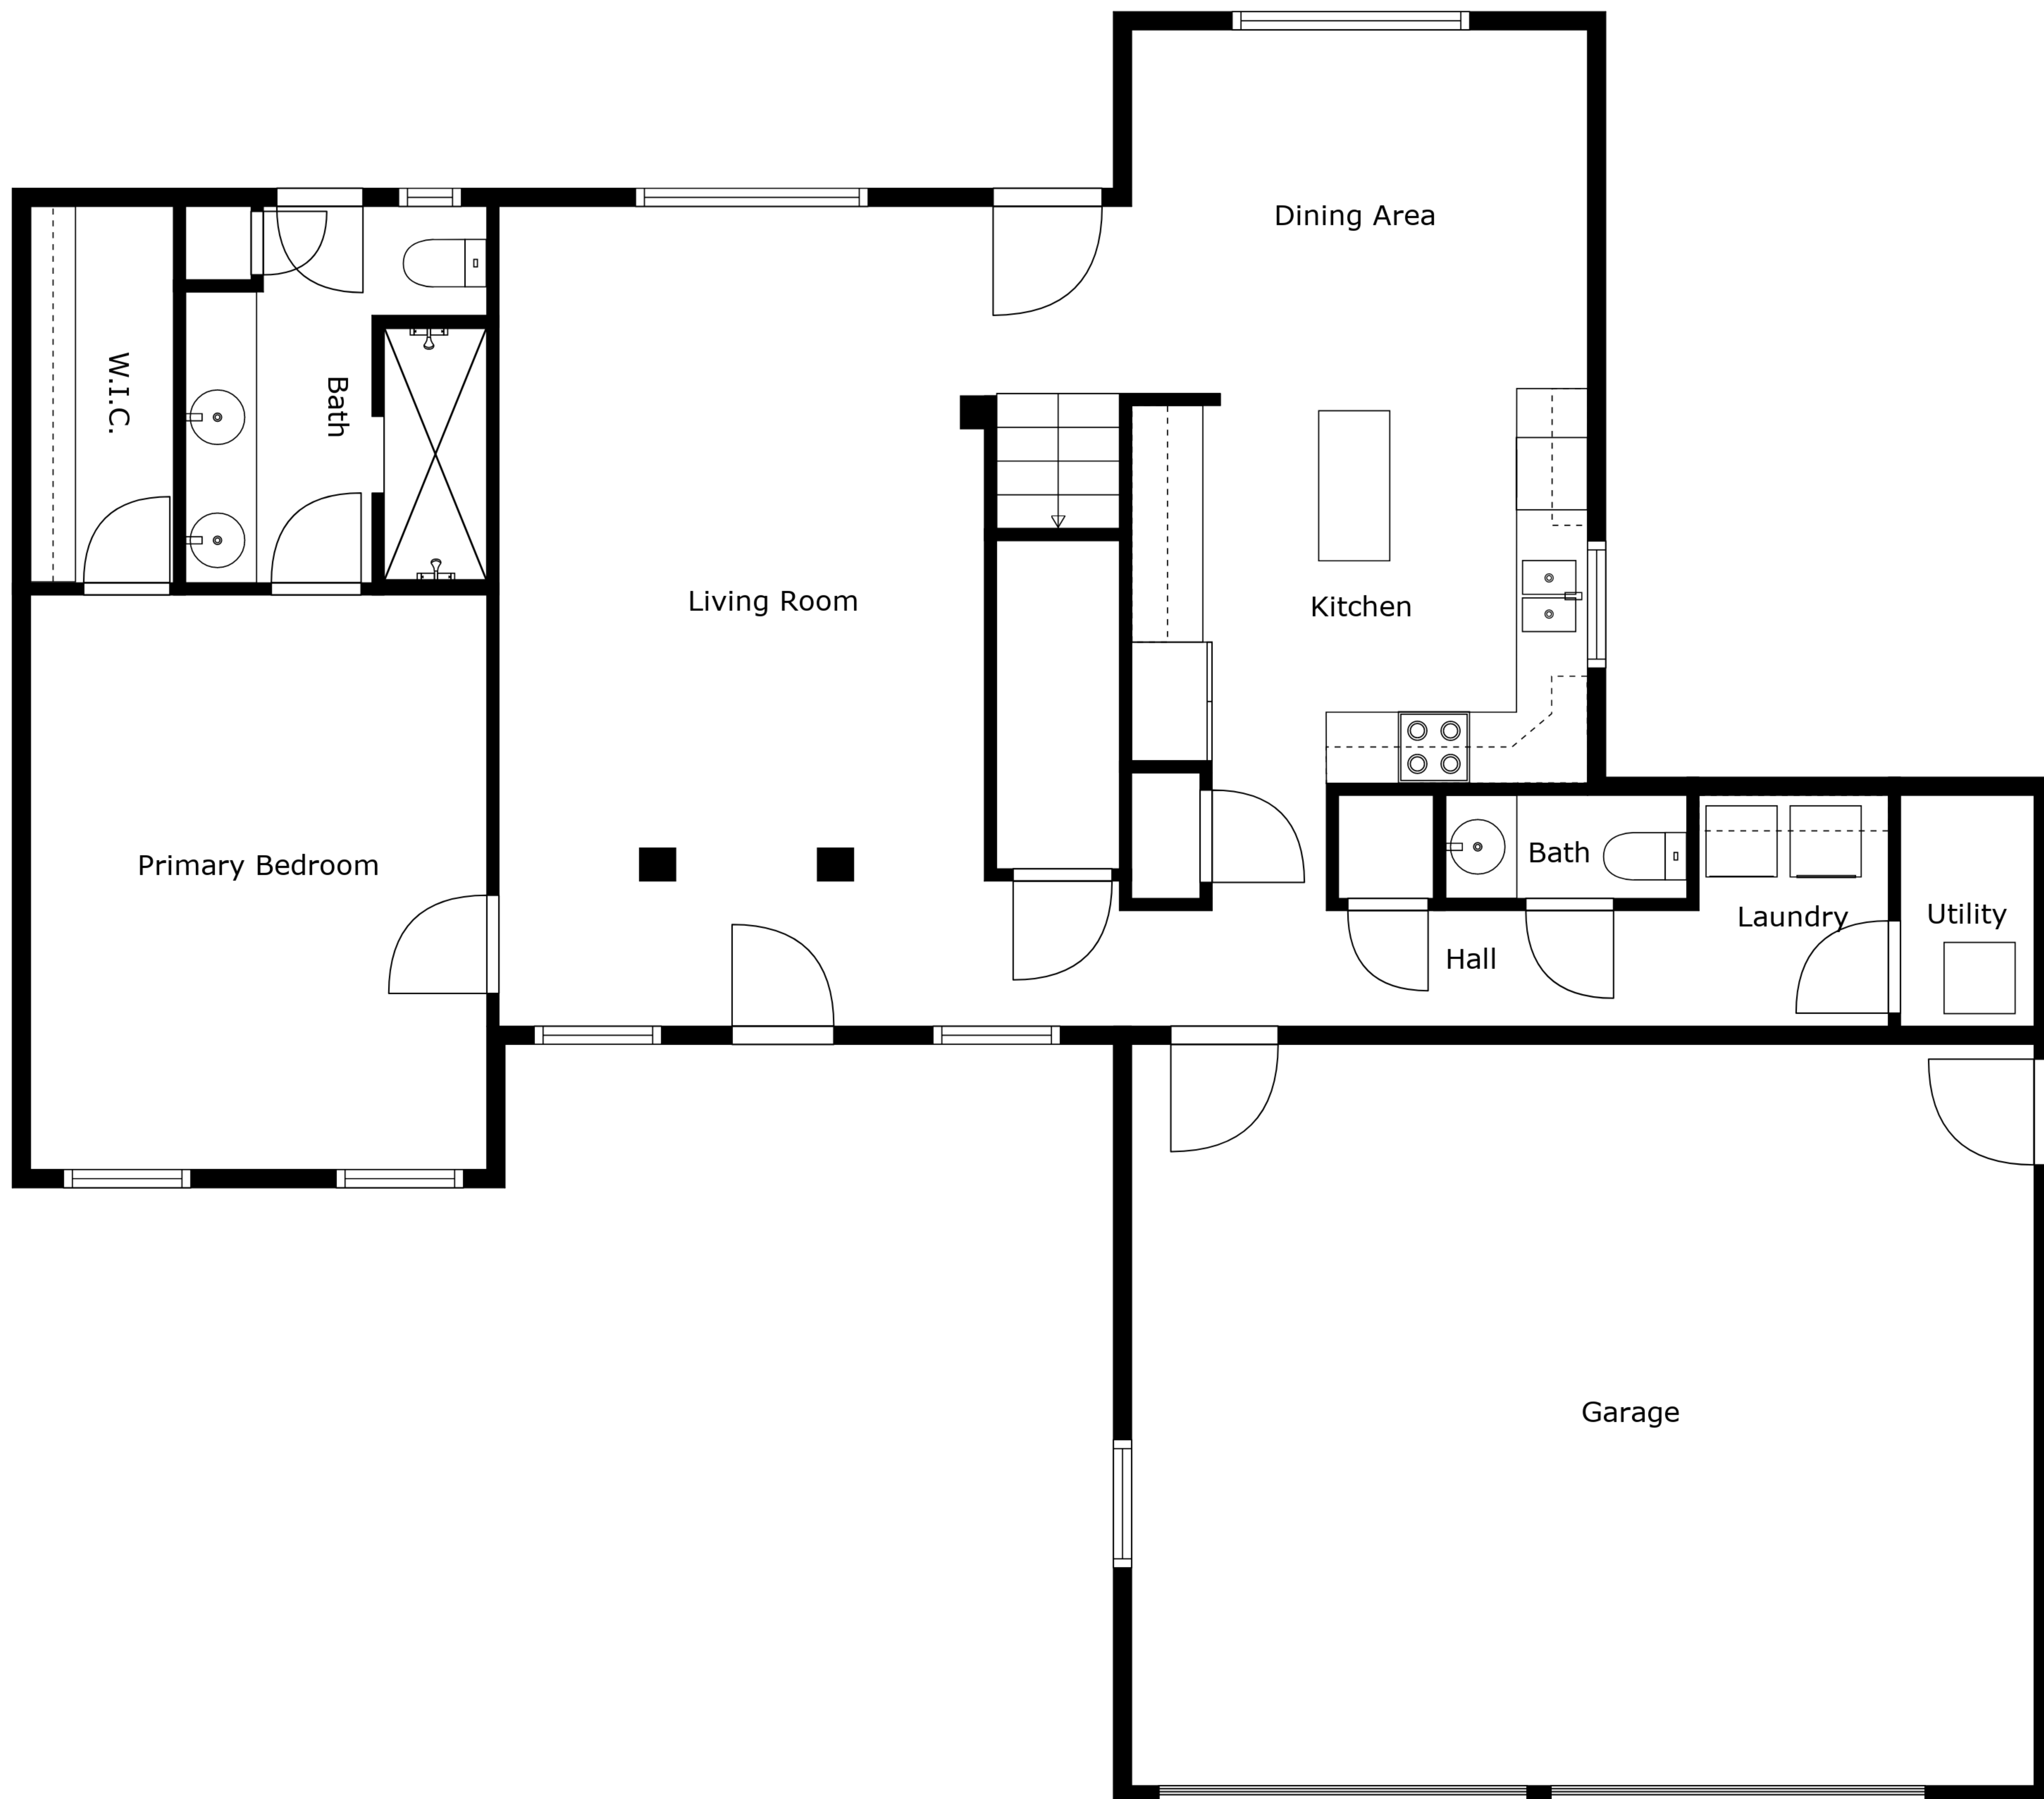 Dining Area
W.I.C.
Bath
Living Room
Kitchen
Primary Bedroom
Bath
Laundry
Utility
Hall
Garage